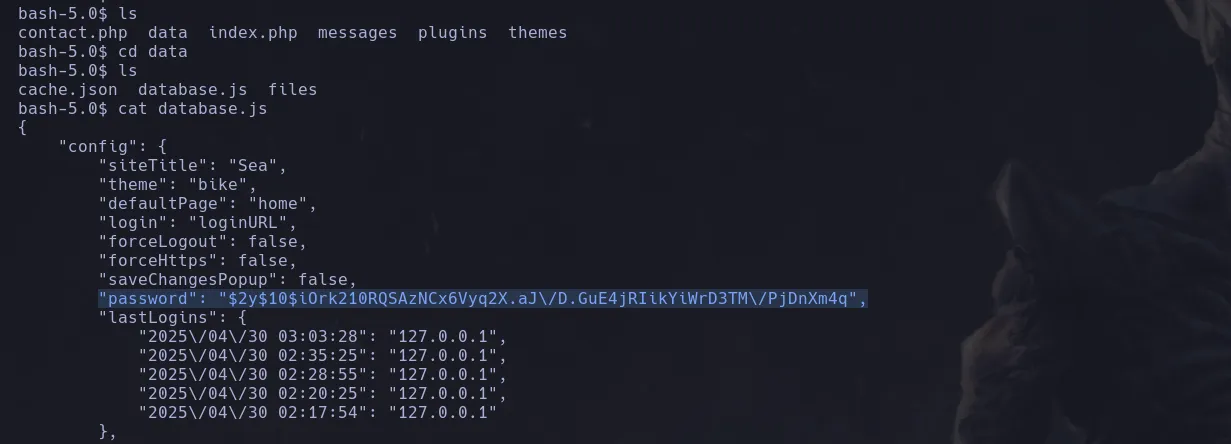 bash-5.0$ ls
contact.php  data  index.php  messages  plugins  themes
bash-5.0$ cd data
bash-5.0$ ls
cache.json  database.js  files
bash-5.0$ cat database.js
{
    "config": {
        "siteTitle": "Sea",
        "theme": "bike",
        "defaultPage": "home",
        "login": "loginURL",
        "forceLogout": false,
        "forceHttps": false,
        "saveChangesPopup": false,
        "password": "$2y$10$iOrk210RQSAzNCx6Vyq2X.aJ\/D.GuE4jRIikYiWrD3TM\/PjDnXm4q",
        "lastLogins": {
            "2025\/04\/30 03:03:28": "127.0.0.1",
            "2025\/04\/30 02:35:25": "127.0.0.1",
            "2025\/04\/30 02:28:55": "127.0.0.1",
            "2025\/04\/30 02:20:25": "127.0.0.1",
            "2025\/04\/30 02:17:54": "127.0.0.1"
        },